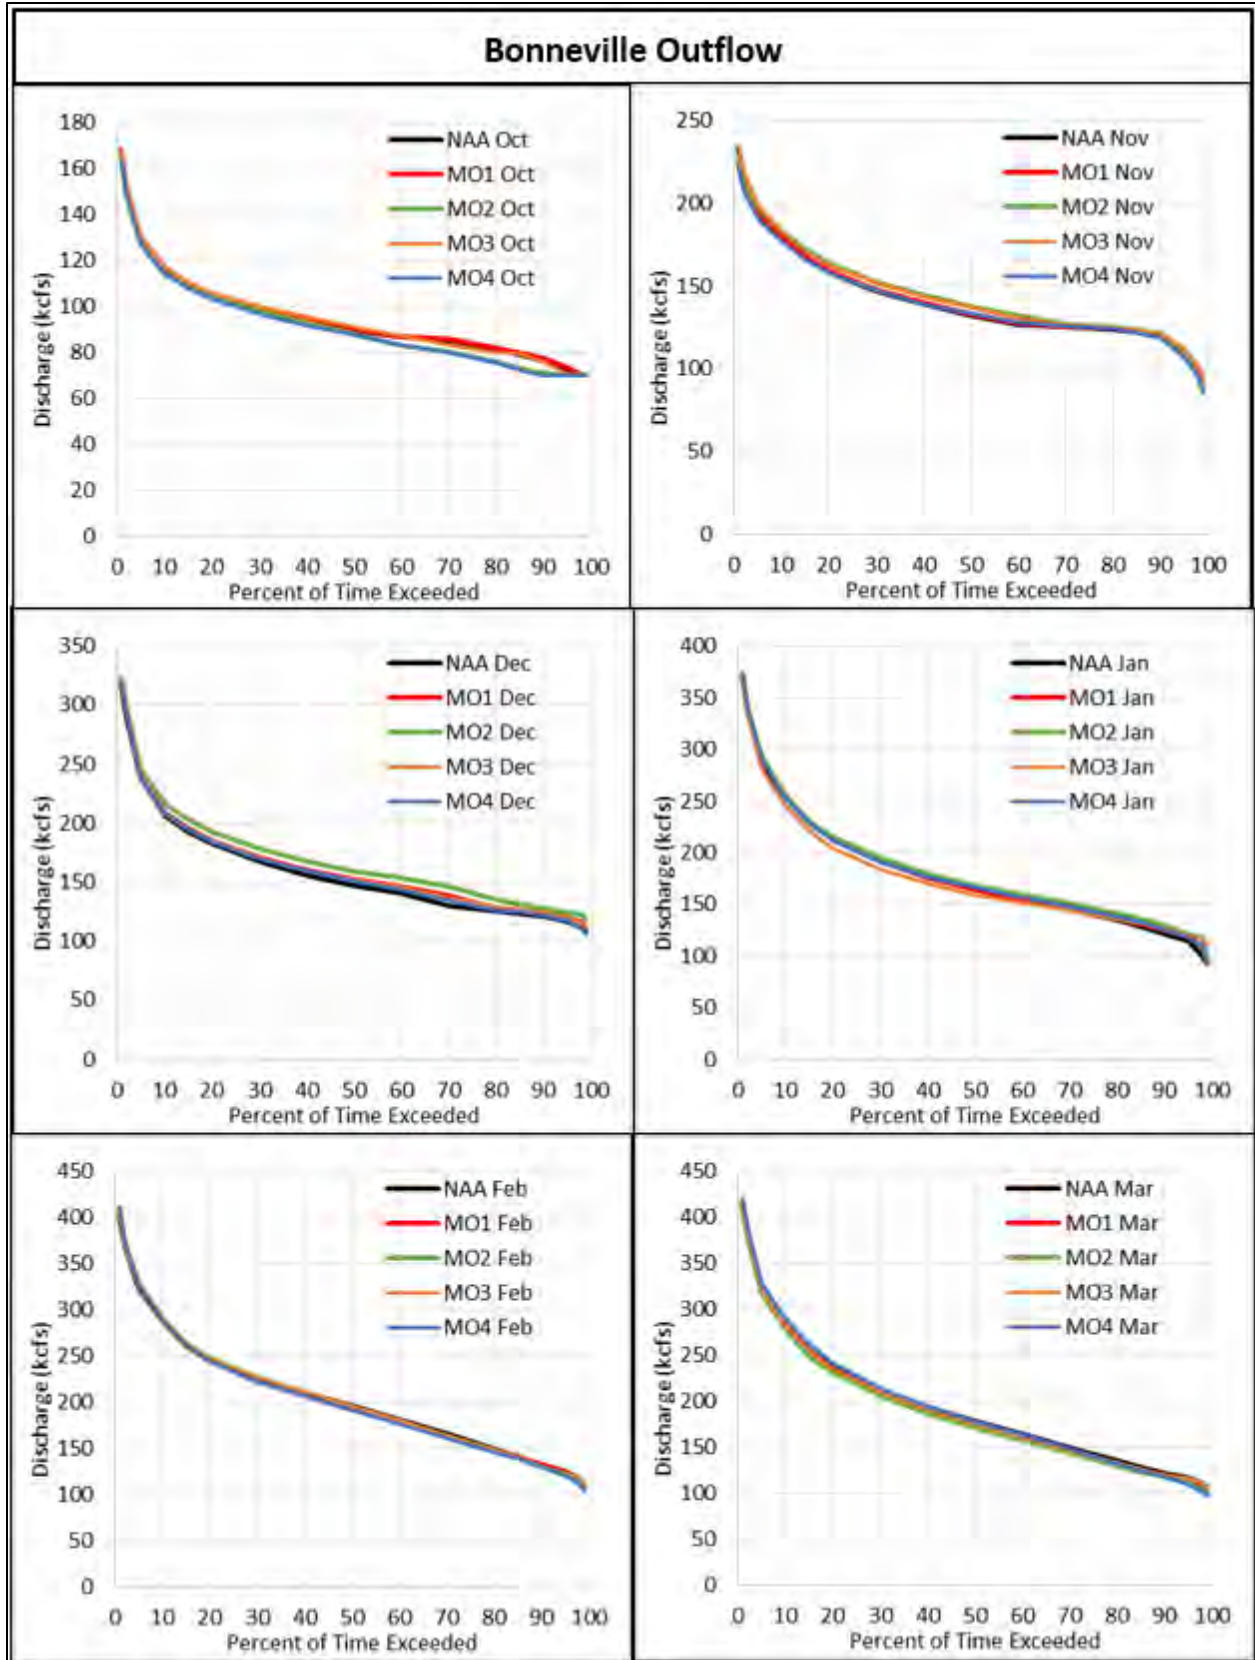 Bonneville Outflow
180
160
140
120
100
80
60
40
20
0
Discharge (kcfs)
NAA Oct
MO1 Oct
MO2 Oct
MO3 Oct
MO4 Oct
0 10 20 30 40 50 60 70 80 90 100
Percent of Time Exceeded
250
200
150
100
50
0
Discharge (kcfs)
NAA Nov
MO1 Nov
MO2 Nov
MO3 Nov
MO4 Nov
0 10 20 30 40 50 60 70 80 90 100
Percent of Time Exceeded
350
300
250
200
150
100
50
0
Discharge (kcfs)
NAA Dec
MO1 Dec
MO2 Dec
MO3 Dec
MO4 Dec
0 10 20 30 40 50 60 70 80 90 100
Percent of Time Exceeded
400
350
300
250
200
150
100
50
0
Discharge (kcfs)
NAA Jan
MO1 Jan
MO2 Jan
MO3 Jan
MO4 Jan
0 10 20 30 40 50 60 70 80 90 100
Percent of Time Exceeded
450
400
350
300
250
200
150
100
50
0
Discharge (kcfs)
NAA Feb
MO1 Feb
MO2 Feb
MO3 Feb
MO4 Feb
0 10 20 30 40 50 60 70 80 90 100
Percent of Time Exceeded
450
400
350
300
250
200
150
100
50
0
Discharge (kcfs)
NAA Mar
MO1 Mar
MO2 Mar
MO3 Mar
MO4 Mar
0 10 20 30 40 50 60 70 80 90 100
Percent of Time Exceeded